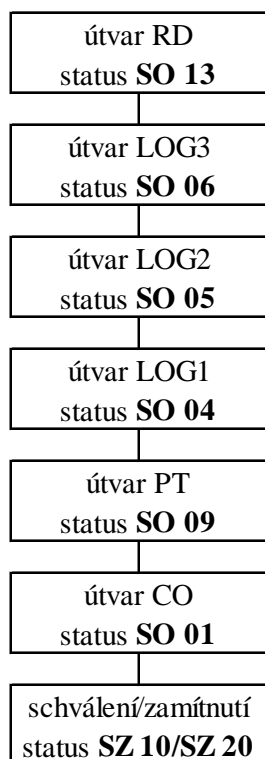 útvar RD
status SO 13
útvar LOG3
status SO 06
útvar LOG2
status SO 05
útvar LOG1
status SO 04
útvar PT
status SO 09
útvar CO
status SO 01
schválení/zamítnutí
status SZ 10/SZ 20